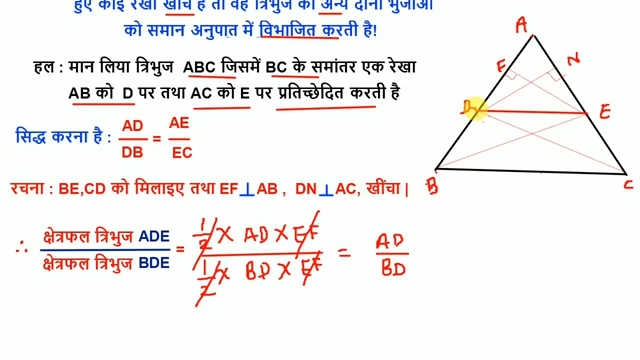 हुए कोई रेखा खींचे है तो वह त्रिभुज की अन्य दोनों भुजाओं
को समान अनुपात में विभाजित करती है!
हल : मान लिया त्रिभुज ABC जिसमें BC के समांतर एक रेखा
AB को D पर तथा AC को E पर प्रतिच्छेदित करती है
सिद्ध करना है : AD/DB = AE/EC
रचना : BE,CD को मिलाइए तथा EF⊥AB , DN⊥AC, खींचा |
∴ क्षेत्रफल त्रिभुज ADE/क्षेत्रफल त्रिभुज BDE = 1/2 × AD × EF/1/2 × BD × EF = AD/BD
A
F N
D E
B C